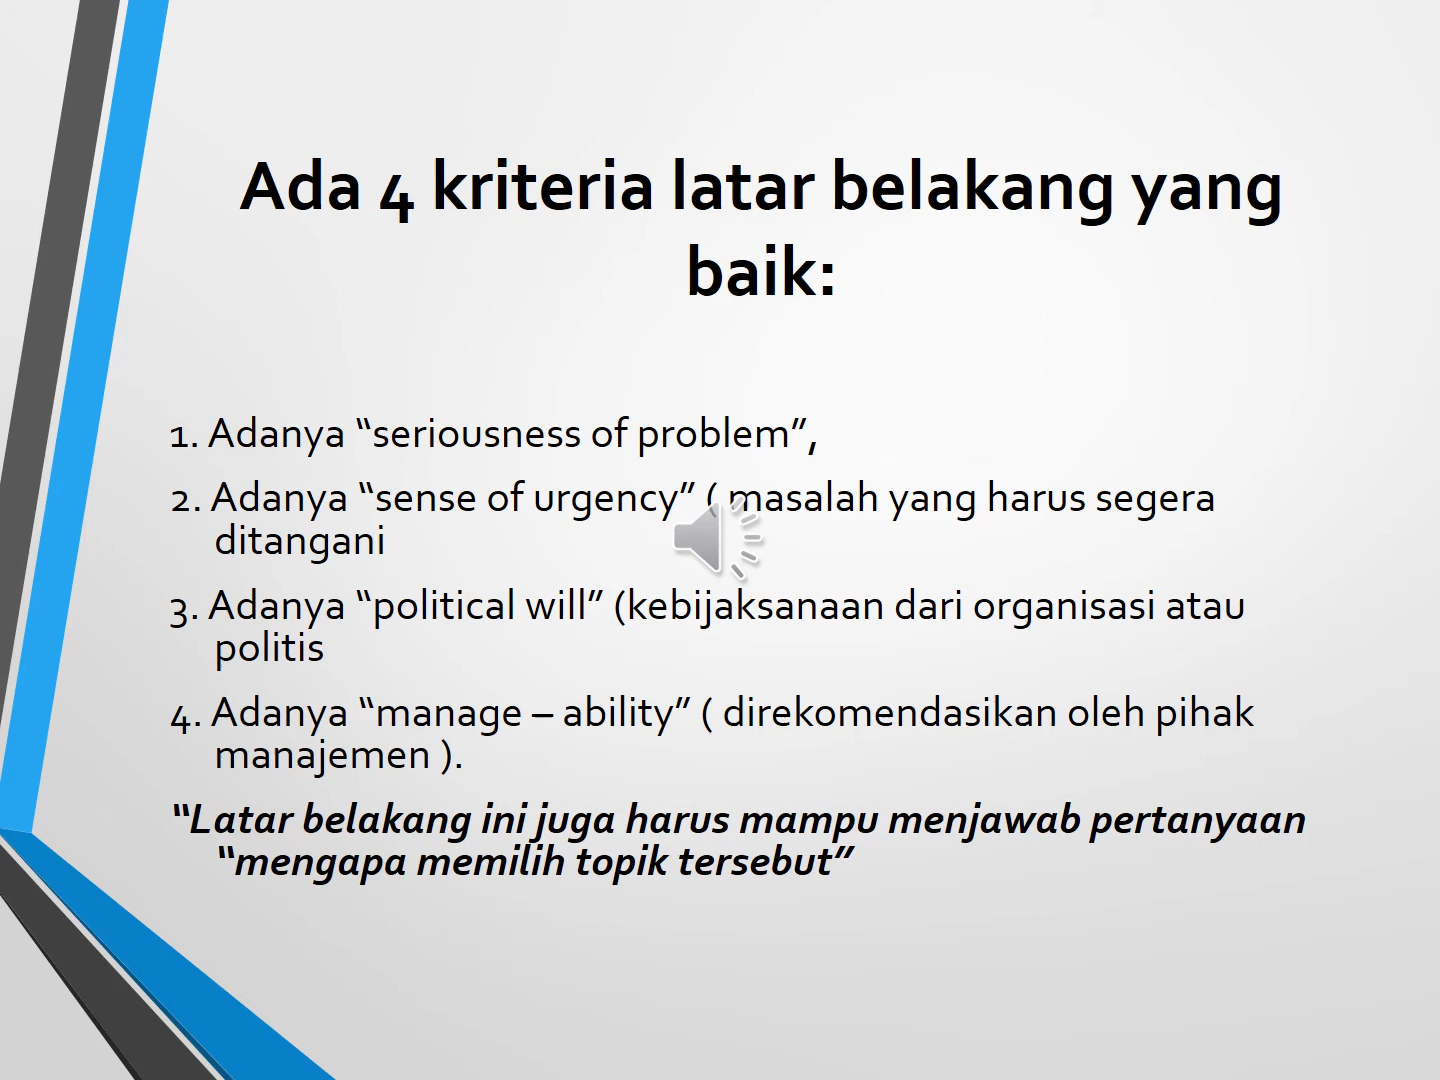 Ada 4 kriteria latar belakang yang
baik:
1. Adanya “seriousness of problem”,
2. Adanya “sense of urgency” ( masalah yang harus segera
ditangani
3. Adanya “political will” (kebijaksanaan dari organisasi atau
politis
4. Adanya “manage – ability” ( direkomendasikan oleh pihak
manajemen ).
“Latar belakang ini juga harus mampu menjawab pertanyaan
“mengapa memilih topik tersebut”